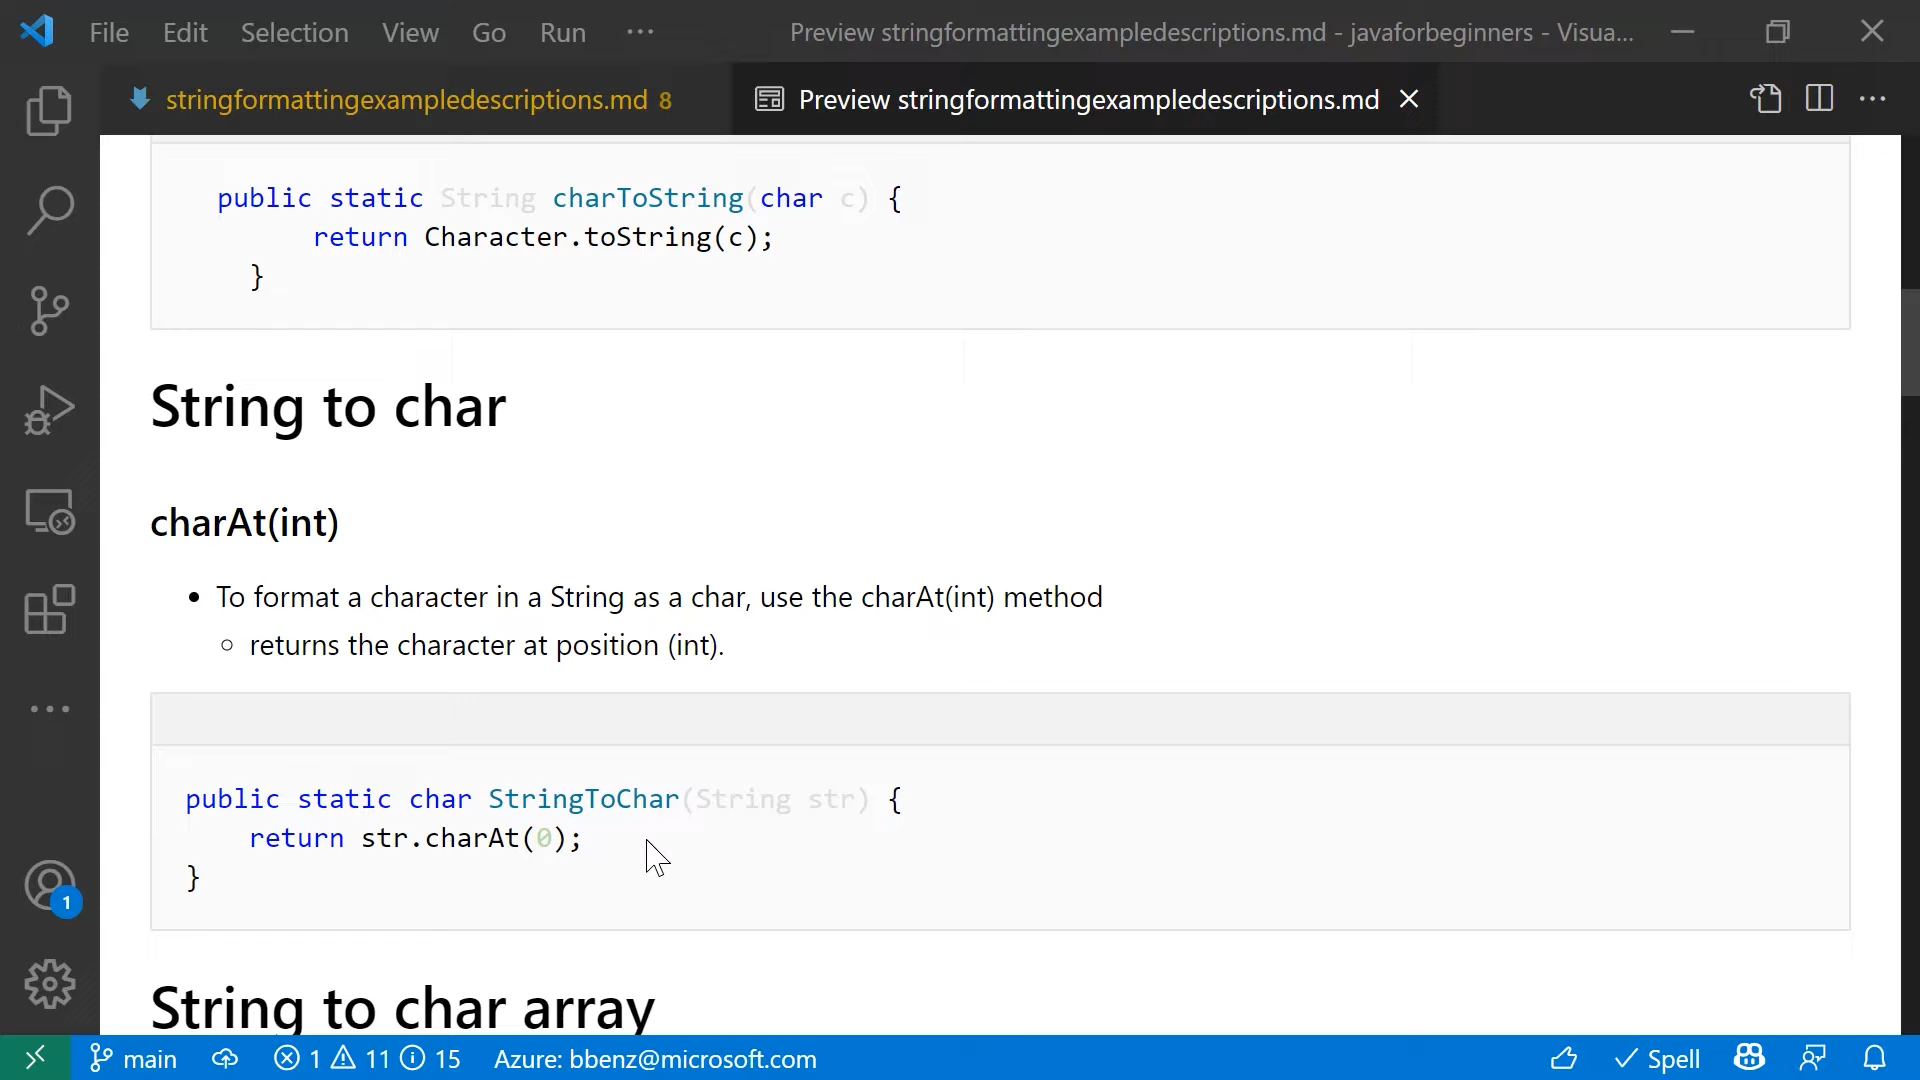 File Edit Selection View Go Run ··· Preview stringformattingexampledescriptions.md - javaforbeginners - Visua...
stringformattingexampledescriptions.md 8 Preview stringformattingexampledescriptions.md
public static String charToString(char c) {
return Character.toString(c);
}
String to char
charAt(int)
• To format a character in a String as a char, use the charAt(int) method
○ returns the character at position (int).
public static char StringToChar(String str) {
return str.charAt(0);
}
1
String to char array
main 1 11 15 Azure: bbenz@microsoft.com Spell